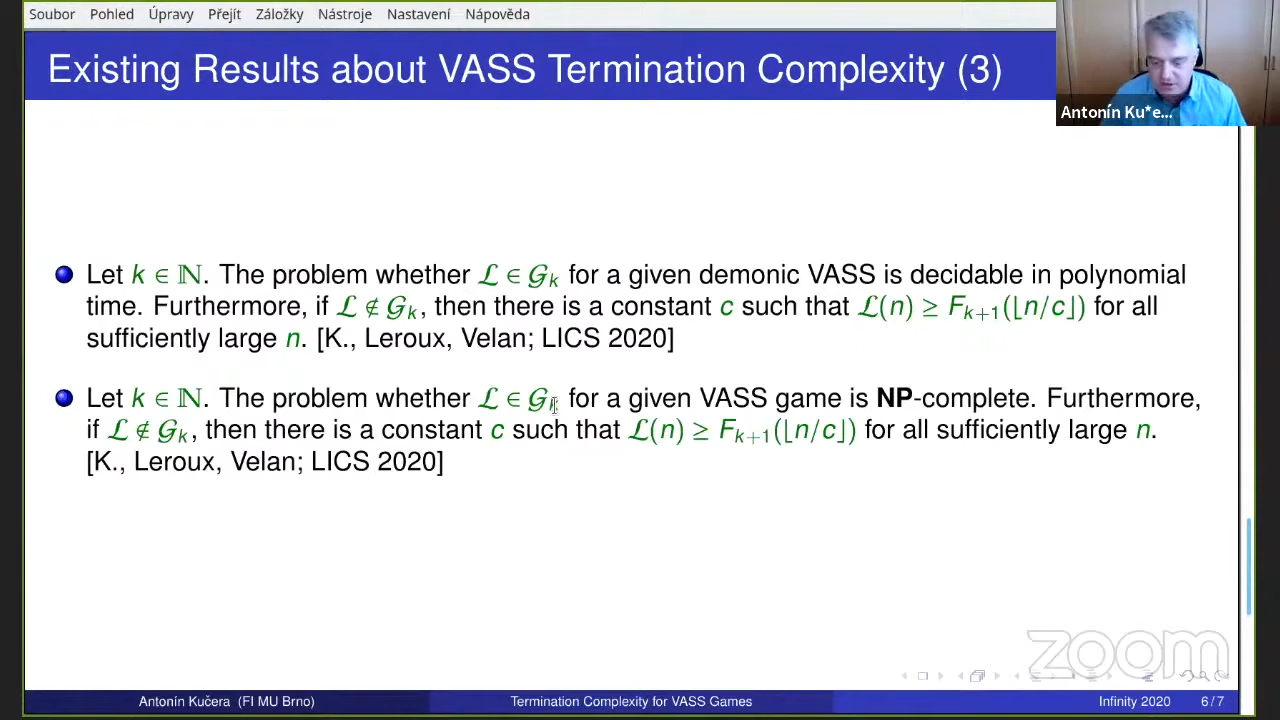 Soubor Pohled Úpravy Přejít Záložky Nástroje Nastavení Nápověda
Existing Results about VASS Termination Complexity (3)
Antonín Ku*e...
Let k ∈ ℕ. The problem whether ℒ ∈ 𝒢ₖ for a given demonic VASS is decidable in polynomial
time. Furthermore, if ℒ ∉ 𝒢ₖ, then there is a constant c such that ℒ(n) ≥ Fₖ₊₁(⌊n/c⌋) for all
sufficiently large n. [K., Leroux, Velan; LICS 2020]
Let k ∈ ℕ. The problem whether ℒ ∈ 𝒢ₖ for a given VASS game is NP-complete. Furthermore,
if ℒ ∉ 𝒢ₖ, then there is a constant c such that ℒ(n) ≥ Fₖ₊₁(⌊n/c⌋) for all sufficiently large n.
[K., Leroux, Velan; LICS 2020]
zoom
Antonín Kučera (FI MU Brno) Termination Complexity for VASS Games Infinity 2020 6/7